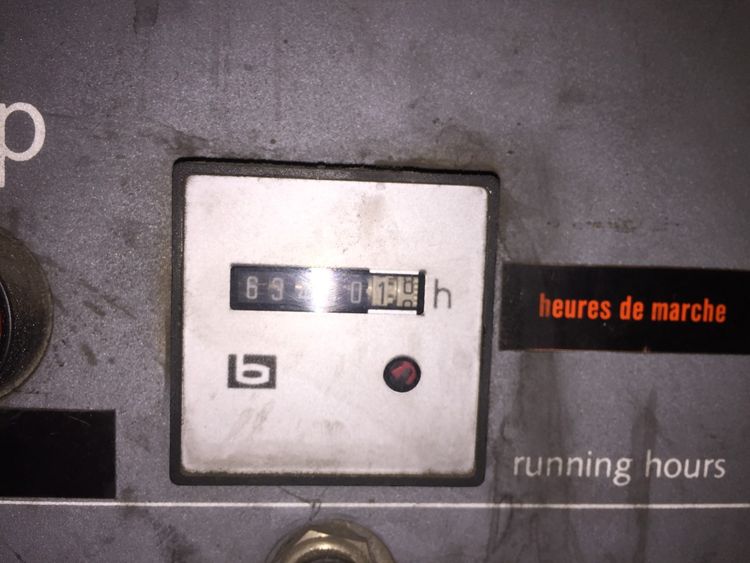 p
h
heures de marche
b
running hours